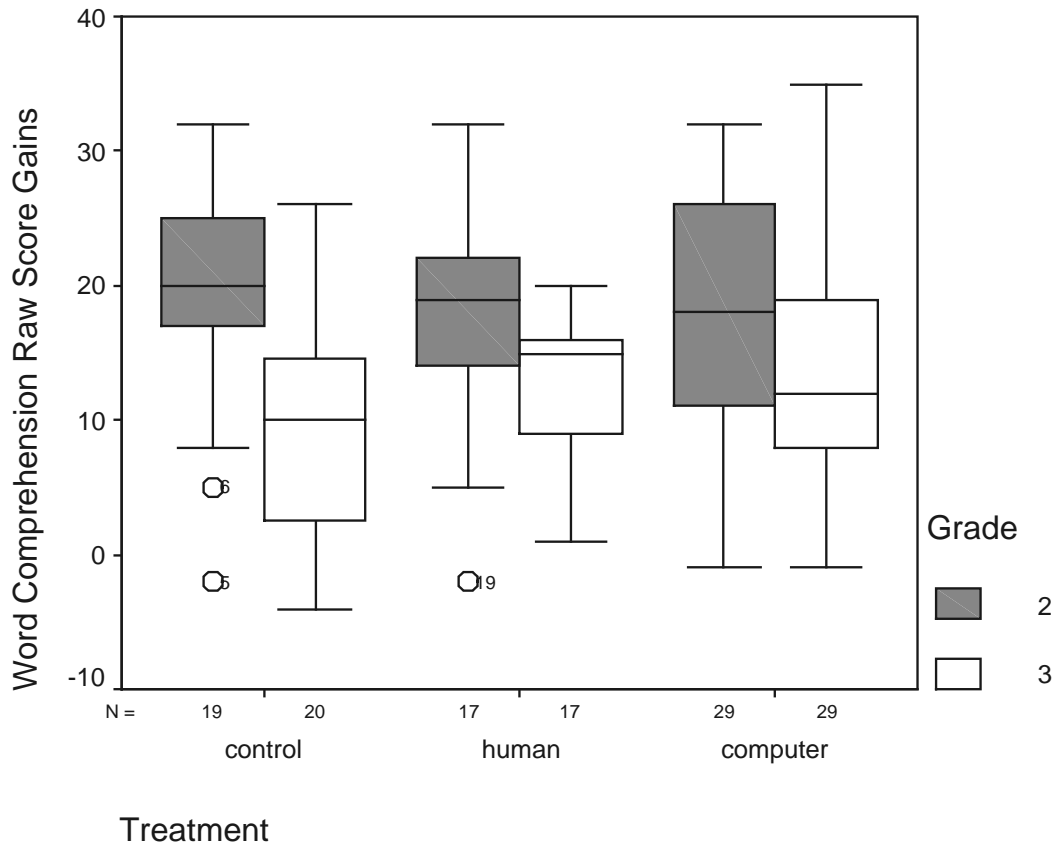 Word Comprehension Raw Score Gains
40
30
20
10
0
-10
6
5
19
N =
19
20
17
17
29
29
control
human
computer
Treatment
Grade
2
3